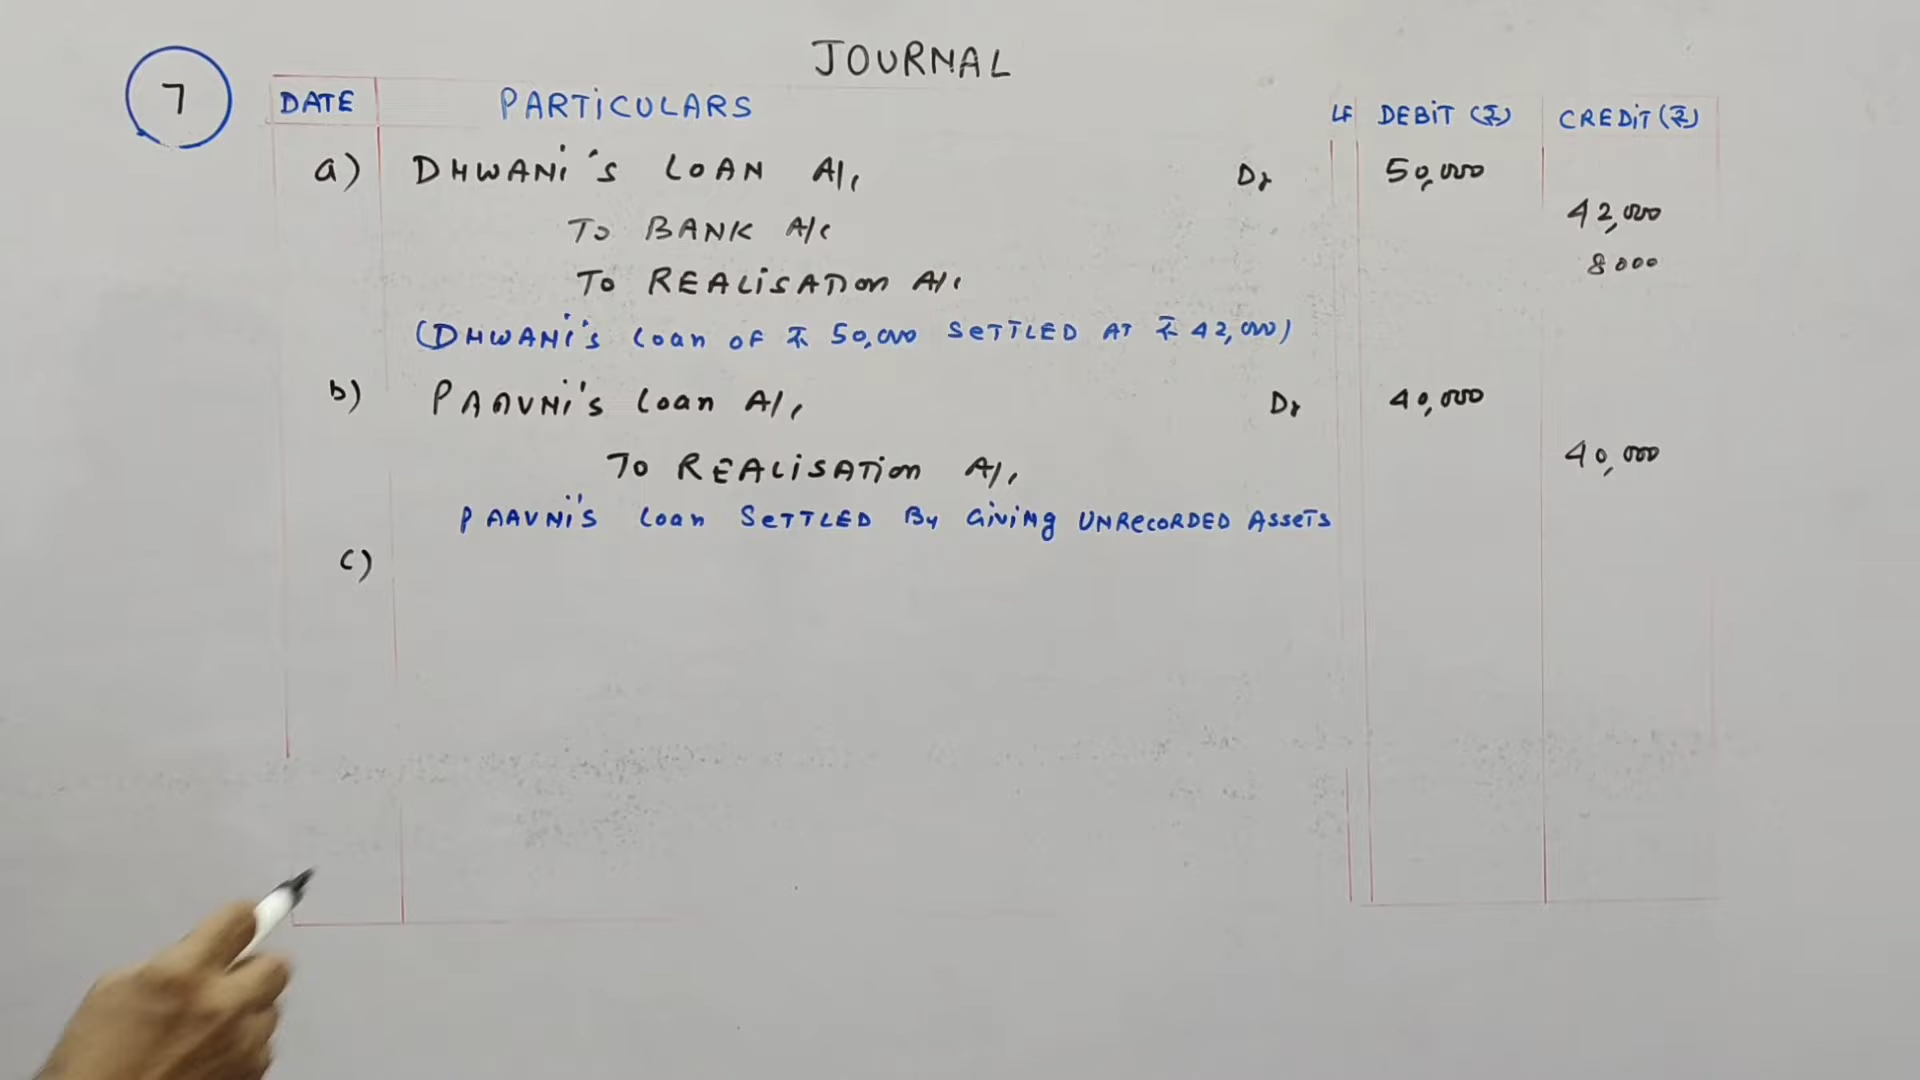 JOURNAL
7
DATE PARTICULARS LF DEBIT (₹) CREDIT (₹)
a) DHWANI'S LOAN A/c Dr 50,000
TO BANK A/c 42,000
TO REALISATION A/c 8000
(DHWANI'S Loan OF ₹ 50,000 SETTLED AT ₹ 42,000)
b) PAAVNI'S Loan A/c Dr 40,000
TO REALISATION A/c 40,000
PAAVNI'S Loan SETTLED By Giving UNRECORDED ASSETS
c)